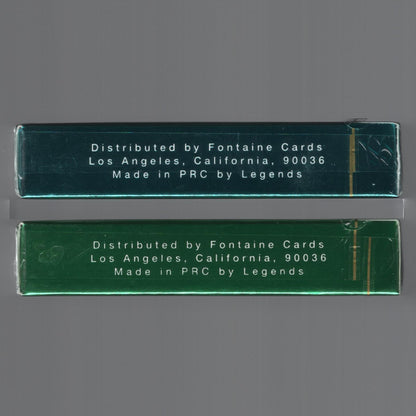 Distributed by Fontaine Cards
Los Angeles, California, 90036
Made in PRC by Legends
Distributed by Fontaine Cards
Los Angeles, California, 90036
Made in PRC by Legends